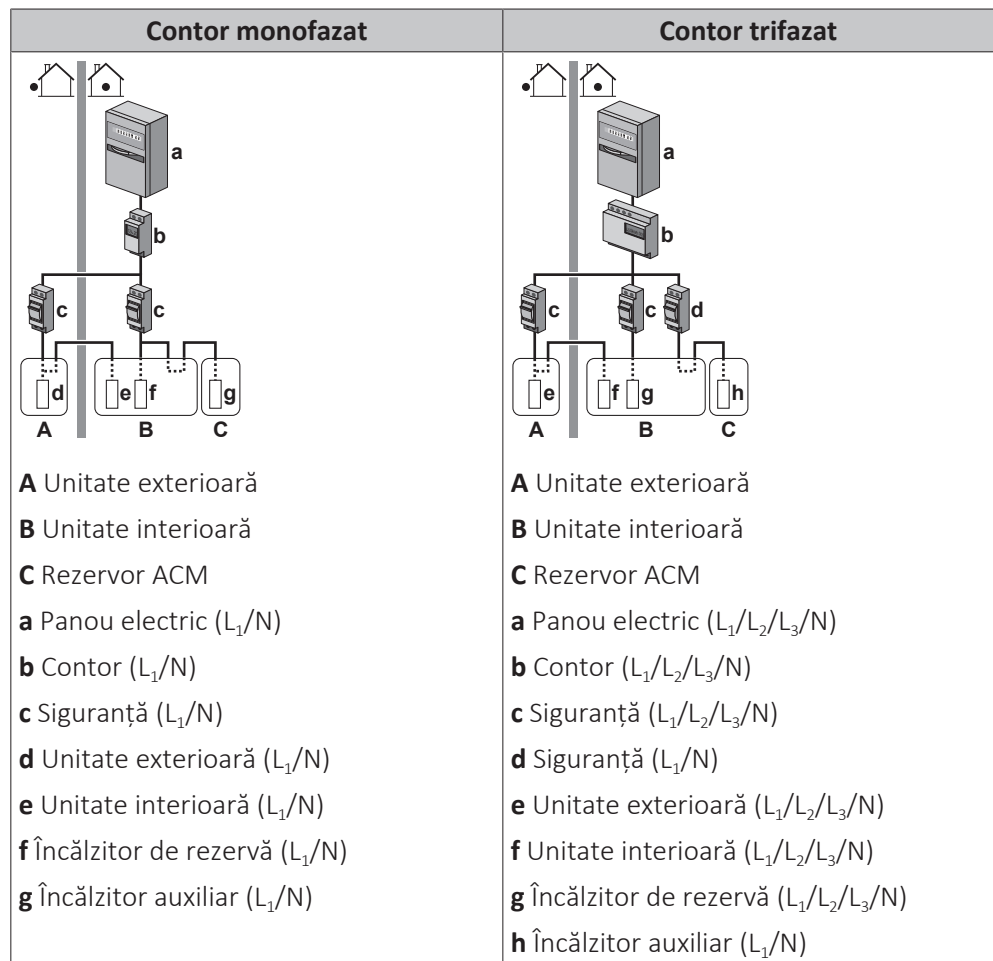 Contor monofazat
a
b
c c
d e f g
A B C
A Unitate exterioară
B Unitate interioară
C Rezervor ACM
a Panou electric (L₁/N)
b Contor (L₁/N)
c Siguranță (L₁/N)
d Unitate exterioară (L₁/N)
e Unitate interioară (L₁/N)
f Încălzitor de rezervă (L₁/N)
g Încălzitor auxiliar (L₁/N)
Contor trifazat
a
b
c c d
e f g h
A B C
A Unitate exterioară
B Unitate interioară
C Rezervor ACM
a Panou electric (L₁/L₂/L₃/N)
b Contor (L₁/L₂/L₃/N)
c Siguranță (L₁/L₂/L₃/N)
d Siguranță (L₁/N)
e Unitate exterioară (L₁/L₂/L₃/N)
f Unitate interioară (L₁/L₂/L₃/N)
g Încălzitor de rezervă (L₁/L₂/L₃/N)
h Încălzitor auxiliar (L₁/N)